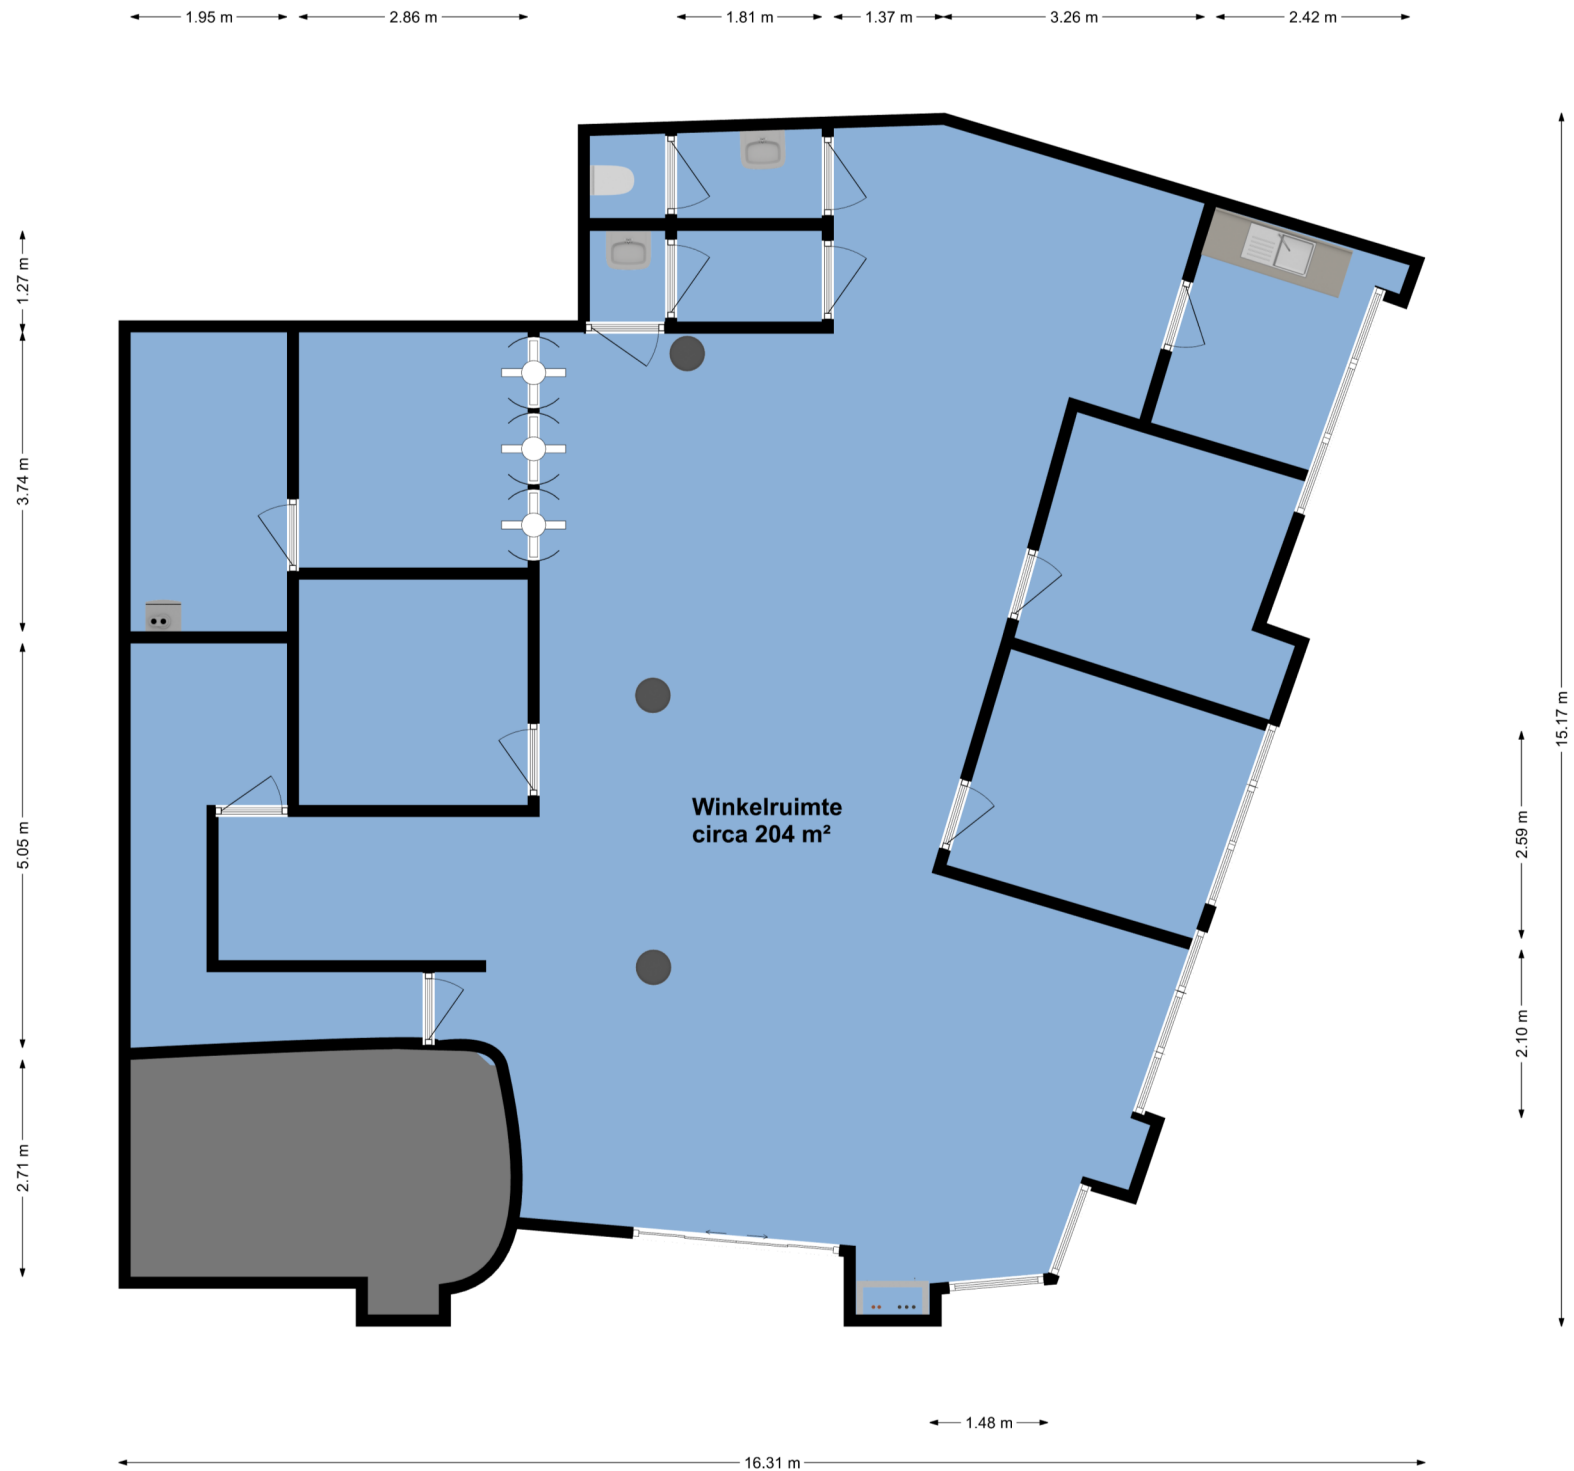 1.95 m
2.86 m
1.81 m
1.37 m
3.26 m
2.42 m
1.27 m
3.74 m
5.05 m
2.71 m
Winkelruimte
circa 204 m²
15.17 m
2.59 m
2.10 m
1.48 m
16.31 m